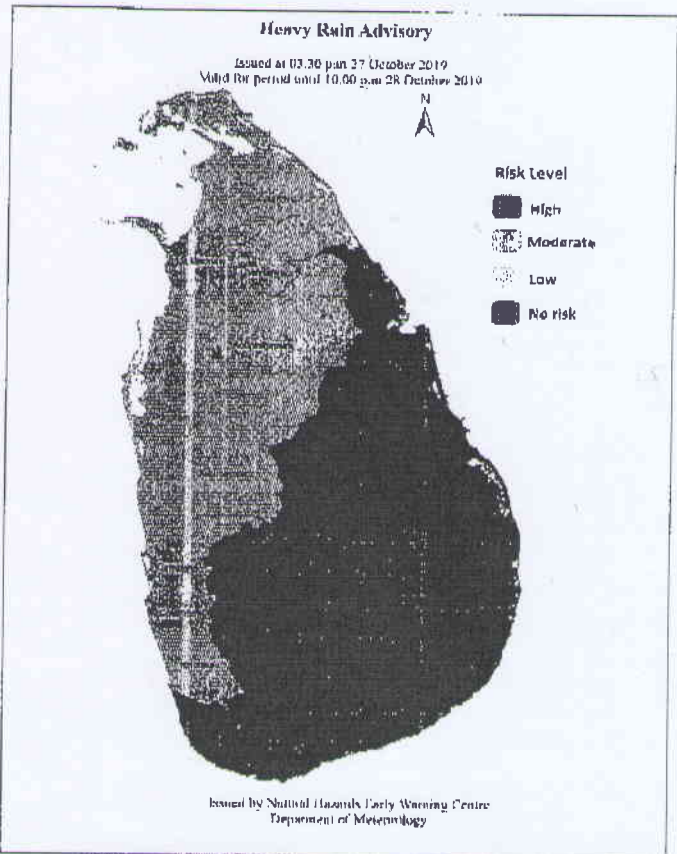 Heavy Rain Advisory
Issued at 03.30 p.m 27 October 2019
Valid for period until 10.00 p.m 28 October 2019
N
Risk Level
High
Moderate
Low
No risk
Issued by Natural Hazards Early Warning Centre
Department of Meteorology